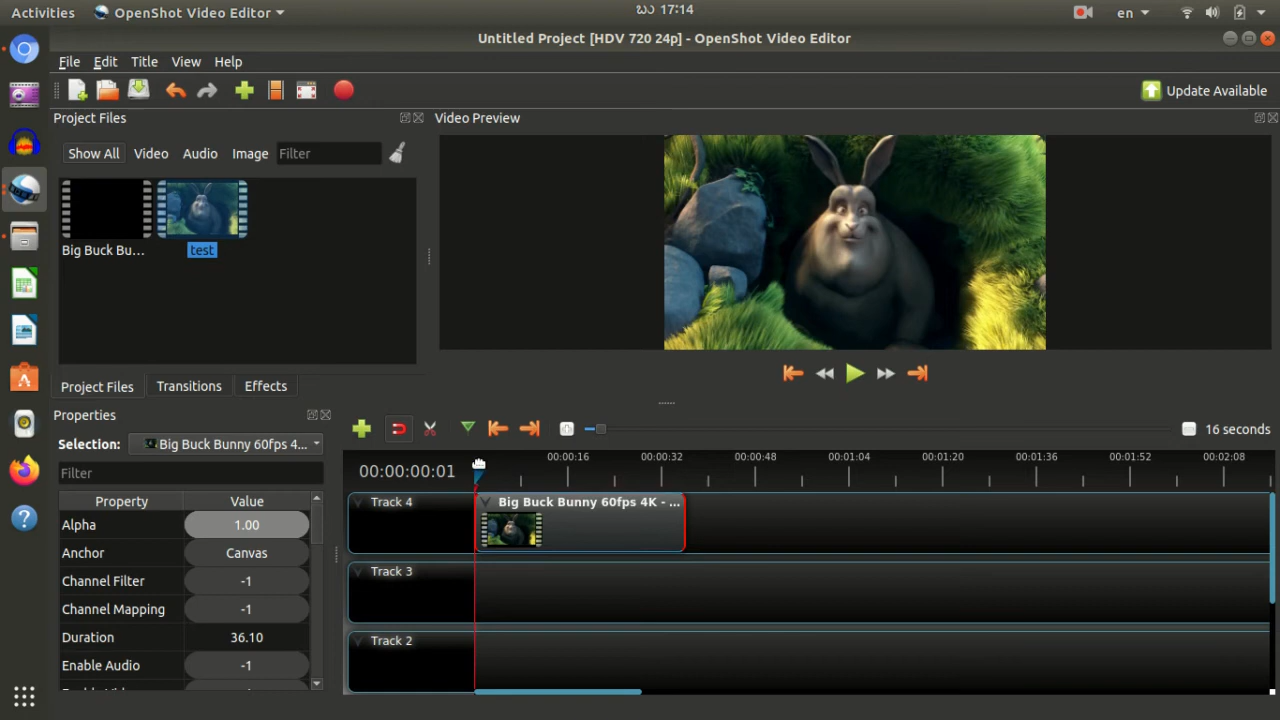 Activities OpenShot Video Editor ນາ 17:14 en
Untitled Project [HDV 720 24p] - OpenShot Video Editor
File Edit Title View Help
Update Available
Project Files Video Preview
Show All Video Audio Image Filter
Big Buck Bu... test
Project Files Transitions Effects
Properties
Selection: Big Buck Bunny 60fps 4... 16 seconds
Filter 00:00:00:01 00:00:16 00:00:32 00:00:48 00:01:04 00:01:20 00:01:36 00:01:52 00:02:08
Property Value Track 4 Big Buck Bunny 60fps 4K - ...
Alpha 1.00
Anchor Canvas
Channel Filter -1 Track 3
Channel Mapping -1
Duration 36.10 Track 2
Enable Audio -1